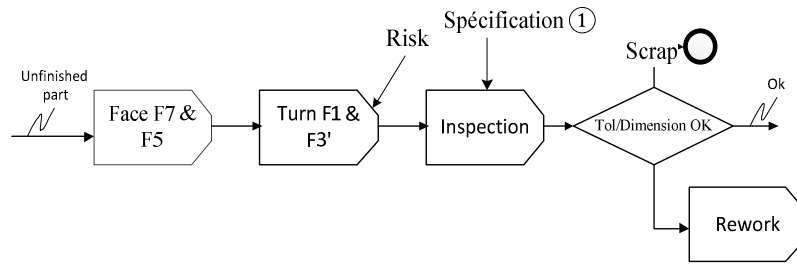 Spécification ①
Risk
Scrap
Unfinished
part
Ok
Face F7 &
F5
Turn F1 &
F3'
Inspection
Tol/Dimension OK
Rework